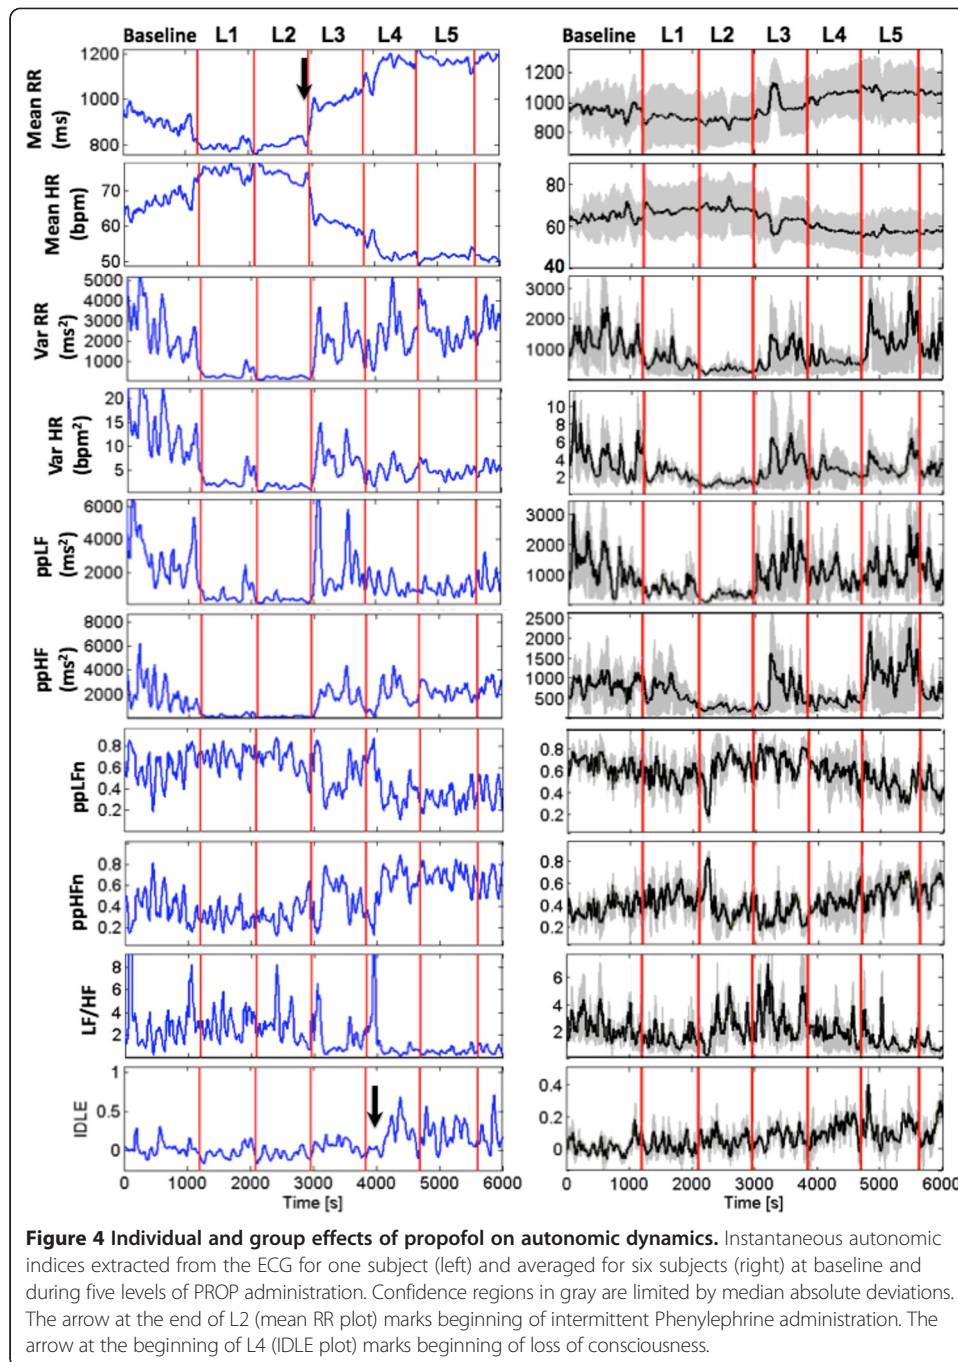 Baseline L1 L2 L3 L4 L5
Baseline L1 L2 L3 L4 L5
Mean RR
(ms)
1200
1000
800
1200
1000
800
Mean HR
(bpm)
70
60
50
80
60
40
Var RR
(ms²)
5000
4000
3000
2000
1000
3000
2000
1000
Var HR
(bpm²)
20
15
10
5
10
8
6
4
2
ppLF
(ms²)
6000
4000
2000
3000
2000
1000
ppHF
(ms²)
8000
6000
4000
2000
2500
2000
1500
1000
500
ppLFn
0.8
0.6
0.4
0.2
0.8
0.6
0.4
0.2
ppHFn
0.8
0.6
0.4
0.2
0.8
0.6
0.4
0.2
LF/HF
8
6
4
2
8
6
4
2
IDLE
1
0.5
0
0.4
0.2
0
0 1000 2000 3000 4000 5000 6000
Time [s]
0 1000 2000 3000 4000 5000 6000
Time [s]
Figure 4 Individual and group effects of propofol on autonomic dynamics. Instantaneous autonomic
indices extracted from the ECG for one subject (left) and averaged for six subjects (right) at baseline and
during five levels of PROP administration. Confidence regions in gray are limited by median absolute deviations.
The arrow at the end of L2 (mean RR plot) marks beginning of intermittent Phenylephrine administration. The
arrow at the beginning of L4 (IDLE plot) marks beginning of loss of consciousness.